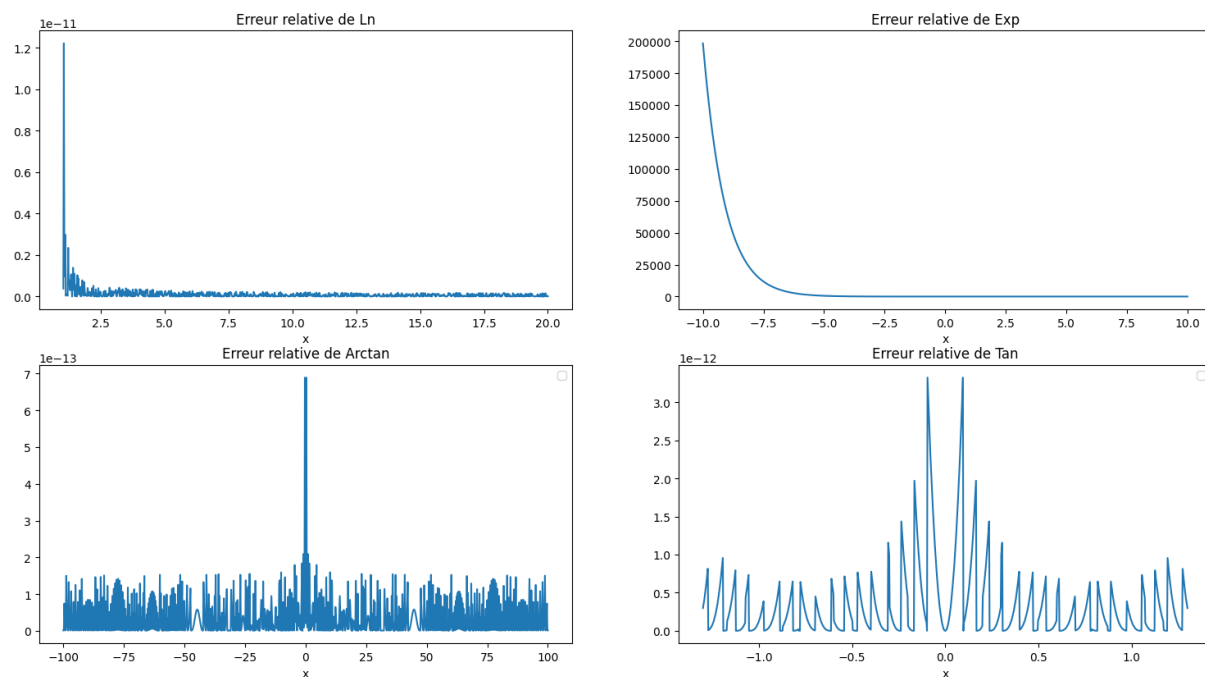 Erreur relative de Ln
1e−11
1.2
1.0
0.8
0.6
0.4
0.2
0.0
2.5 5.0 7.5 10.0 12.5 15.0 17.5 20.0
x
Erreur relative de Exp
200000
175000
150000
125000
100000
75000
50000
25000
0
−10.0 −7.5 −5.0 −2.5 0.0 2.5 5.0 7.5 10.0
x
Erreur relative de Arctan
1e−13
7
6
5
4
3
2
1
0
−100 −75 −50 −25 0 25 50 75 100
x
Erreur relative de Tan
1e−12
3.0
2.5
2.0
1.5
1.0
0.5
0.0
−1.0 −0.5 0.0 0.5 1.0
x